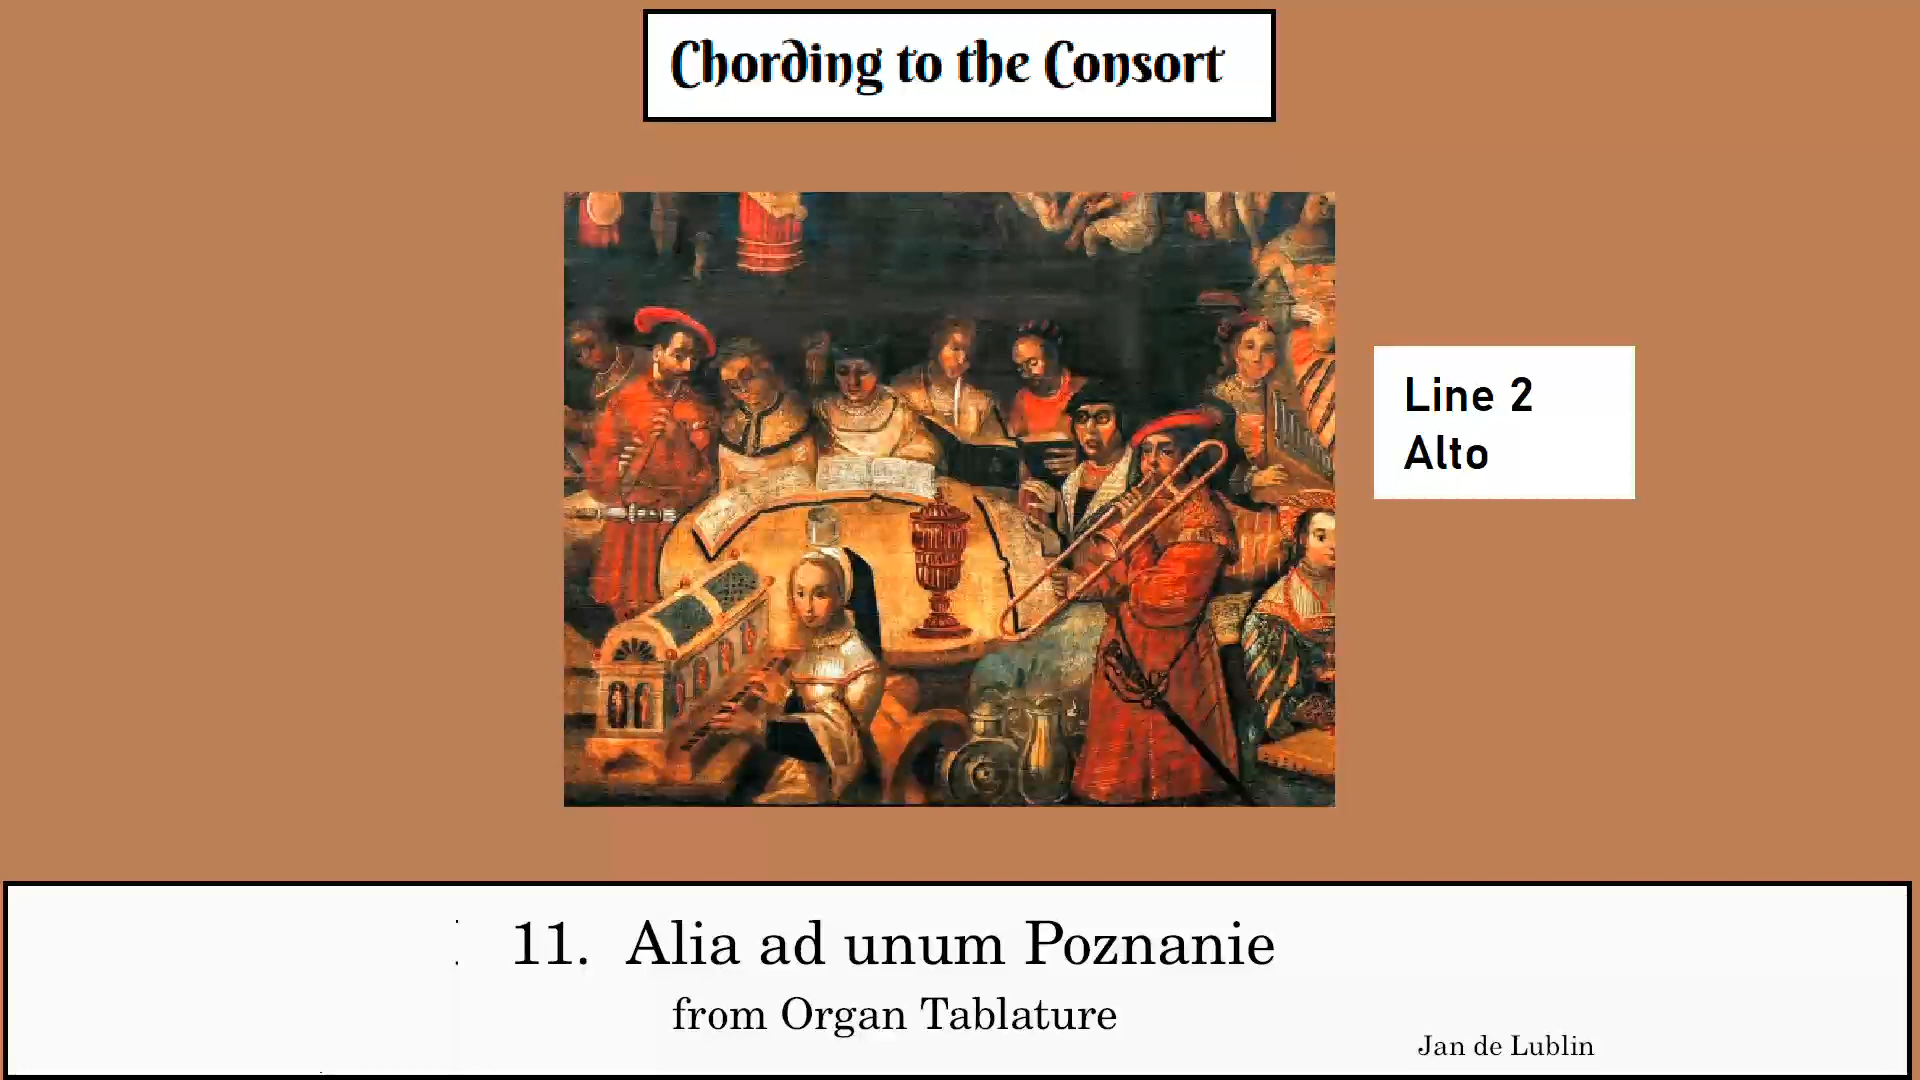 Chording to the Consort
Line 2
Alto
11. Alia ad unum Poznanie
from Organ Tablature
Jan de Lublin